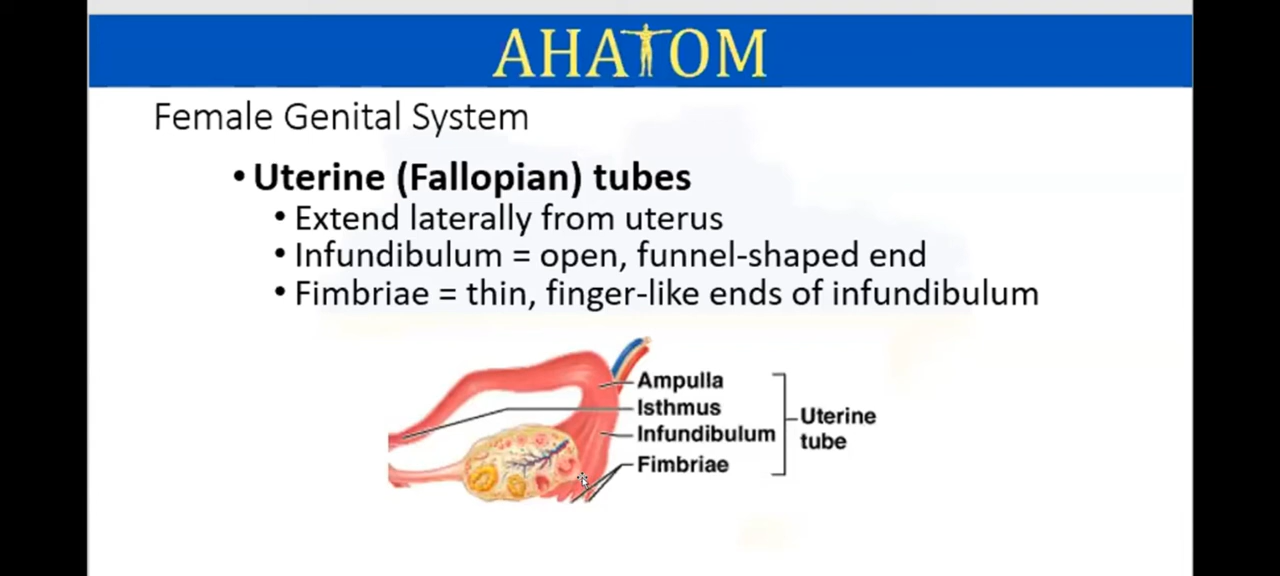 AHATOM
Female Genital System
• Uterine (Fallopian) tubes
• Extend laterally from uterus
• Infundibulum = open, funnel-shaped end
• Fimbriae = thin, finger-like ends of infundibulum
Ampulla
Isthmus
Infundibulum
Fimbriae
Uterine
tube